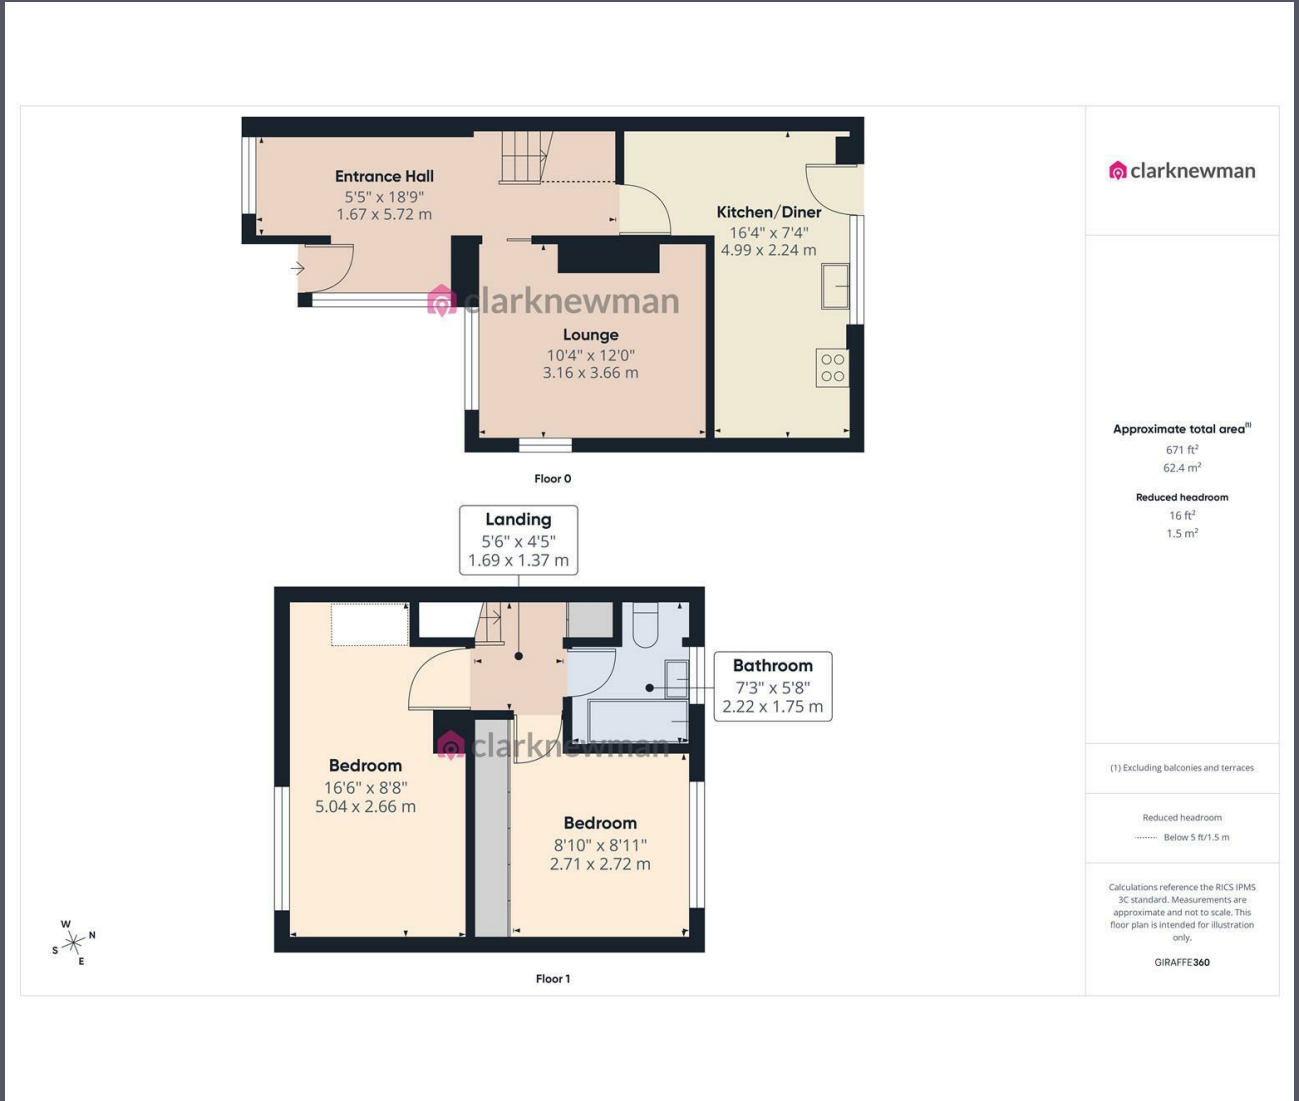 Entrance Hall
5'5" x 18'9"
1.67 x 5.72 m
Kitchen/Diner
16'4" x 7'4"
4.99 x 2.24 m
clarknewman
Lounge
10'4" x 12'0"
3.16 x 3.66 m
Floor 0
Landing
5'6" x 4'5"
1.69 x 1.37 m
Bathroom
7'3" x 5'8"
2.22 x 1.75 m
clarknewman
Bedroom
16'6" x 8'8"
5.04 x 2.66 m
Bedroom
8'10" x 8'11"
2.71 x 2.72 m
W
N
S
E
Floor 1
clarknewman
Approximate total area(1)
671 ft²
62.4 m²
Reduced headroom
16 ft²
1.5 m²
(1) Excluding balconies and terraces
Reduced headroom
Below 5 ft/1.5 m
Calculations reference the RICS IPMS
3C standard. Measurements are
approximate and not to scale. This
floor plan is intended for illustration
only.
GIRAFFE360